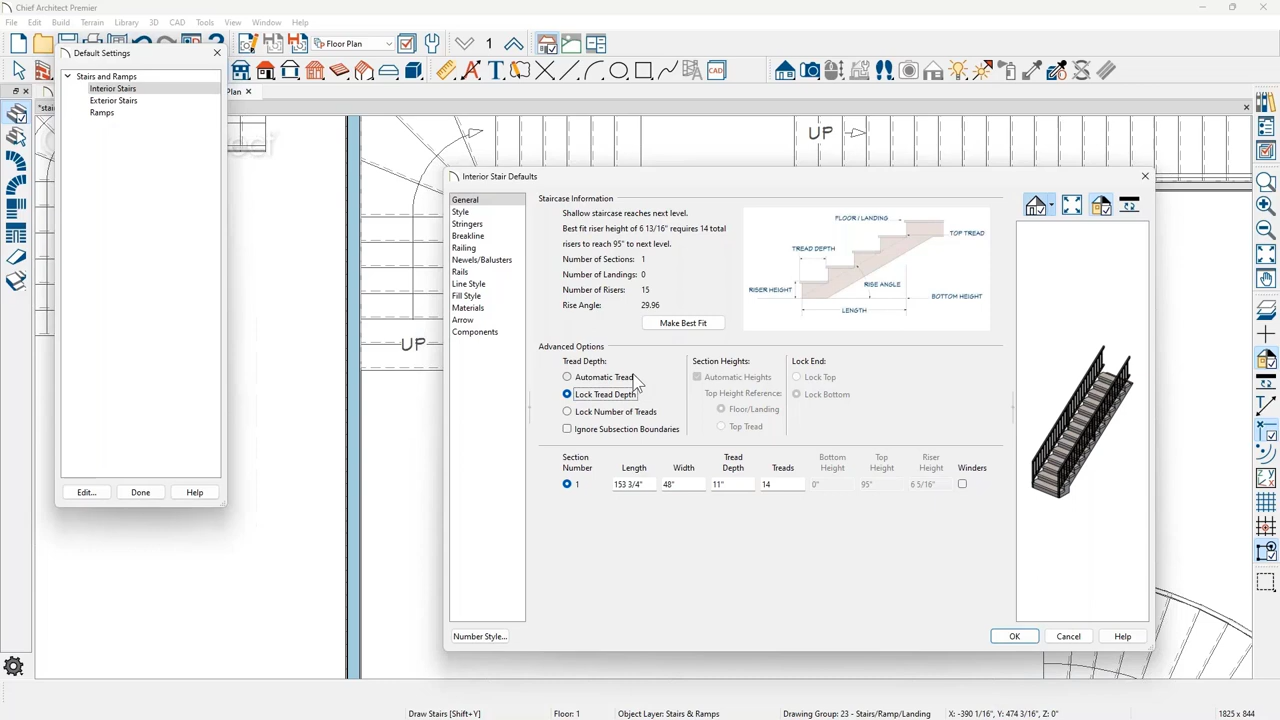 Chief Architect Premier
File Edit Build Terrain Library 3D CAD Tools Views Window Help
Default Settings
Floor Plan
1
CAD
Stairs and Ramps
Interior Stairs
Exterior Stairs
Ramps
Edit...
Done
Help
Plan
UP
UP
Interior Stair Defaults
General
Style
Stringers
Breakline
Railing
Newels/Balusters
Rails
Line Style
Fill Style
Materials
Arrow
Components
Staircase Information
Shallow staircase reaches next level.
Best fit riser height of 6 13/16" requires 14 total
risers to reach 95" to next level.
Number of Sections: 1
Number of Landings: 0
Number of Risers: 15
Rise Angle: 29.96
Make Best Fit
FLOOR / LANDING
TOP TREAD
TREAD DEPTH
RISER HEIGHT
RISE ANGLE
BOTTOM HEIGHT
LENGTH
Advanced Options
Tread Depth:
Automatic Tread
Lock Tread Depth
Lock Number of Treads
Ignore Subsection Boundaries
Section Heights:
Automatic Heights
Top Height Reference:
Floor/Landing
Top Tread
Lock End:
Lock Top
Lock Bottom
Section Number Length Width Tread Depth Treads Bottom Height Top Height Riser Height Winders
1 153 3/4" 48" 11" 14 0" 95" 6 5/16"
Number Style...
OK
Cancel
Help
Draw Stairs [Shift+Y]
Floor: 1
Object Layer: Stairs & Ramps
Drawing Group: 23 - Stairs/Ramp/Landing
X: -390 1/16", Y: 474 3/16", Z: 0"
1825 x 844